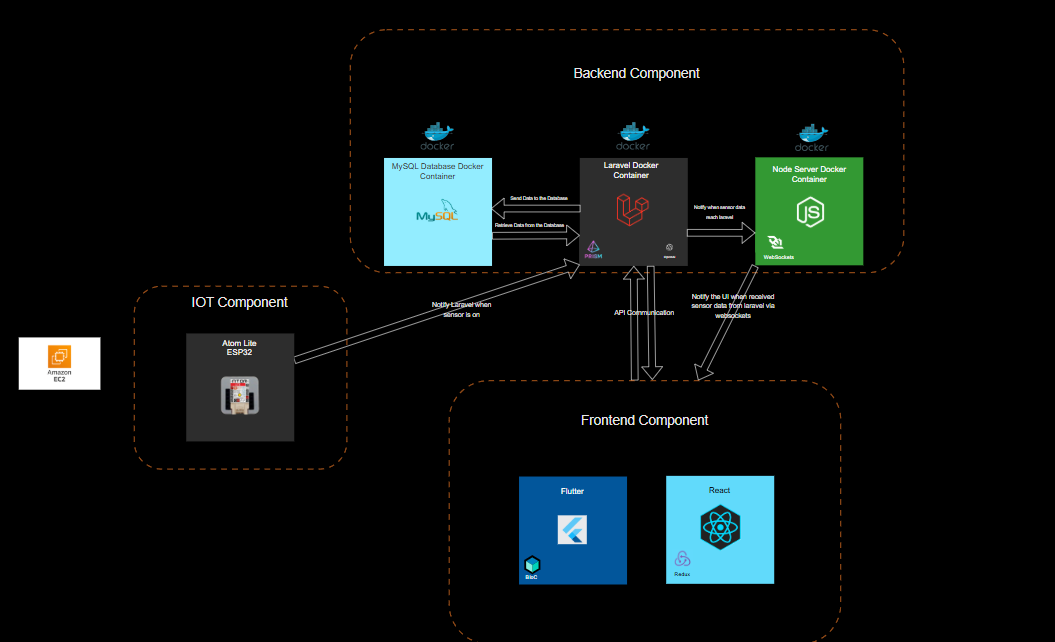 Backend Component
docker
docker
docker
MySQL Database Docker
Container
MySQL
Send Data to the Database
Retrieve Data from the Database
Laravel Docker
Container
PRISM
Notify when sensor data
reach laravel
Node Server Docker
Container
JS
WebSockets
IOT Component
Atom Lite
ESP32
Amazon
EC2
Notify Laravel when
sensor is on
API Communication
Notify the UI when received
sensor data from laravel via
websockets
Frontend Component
Flutter
BloC
React
Redux